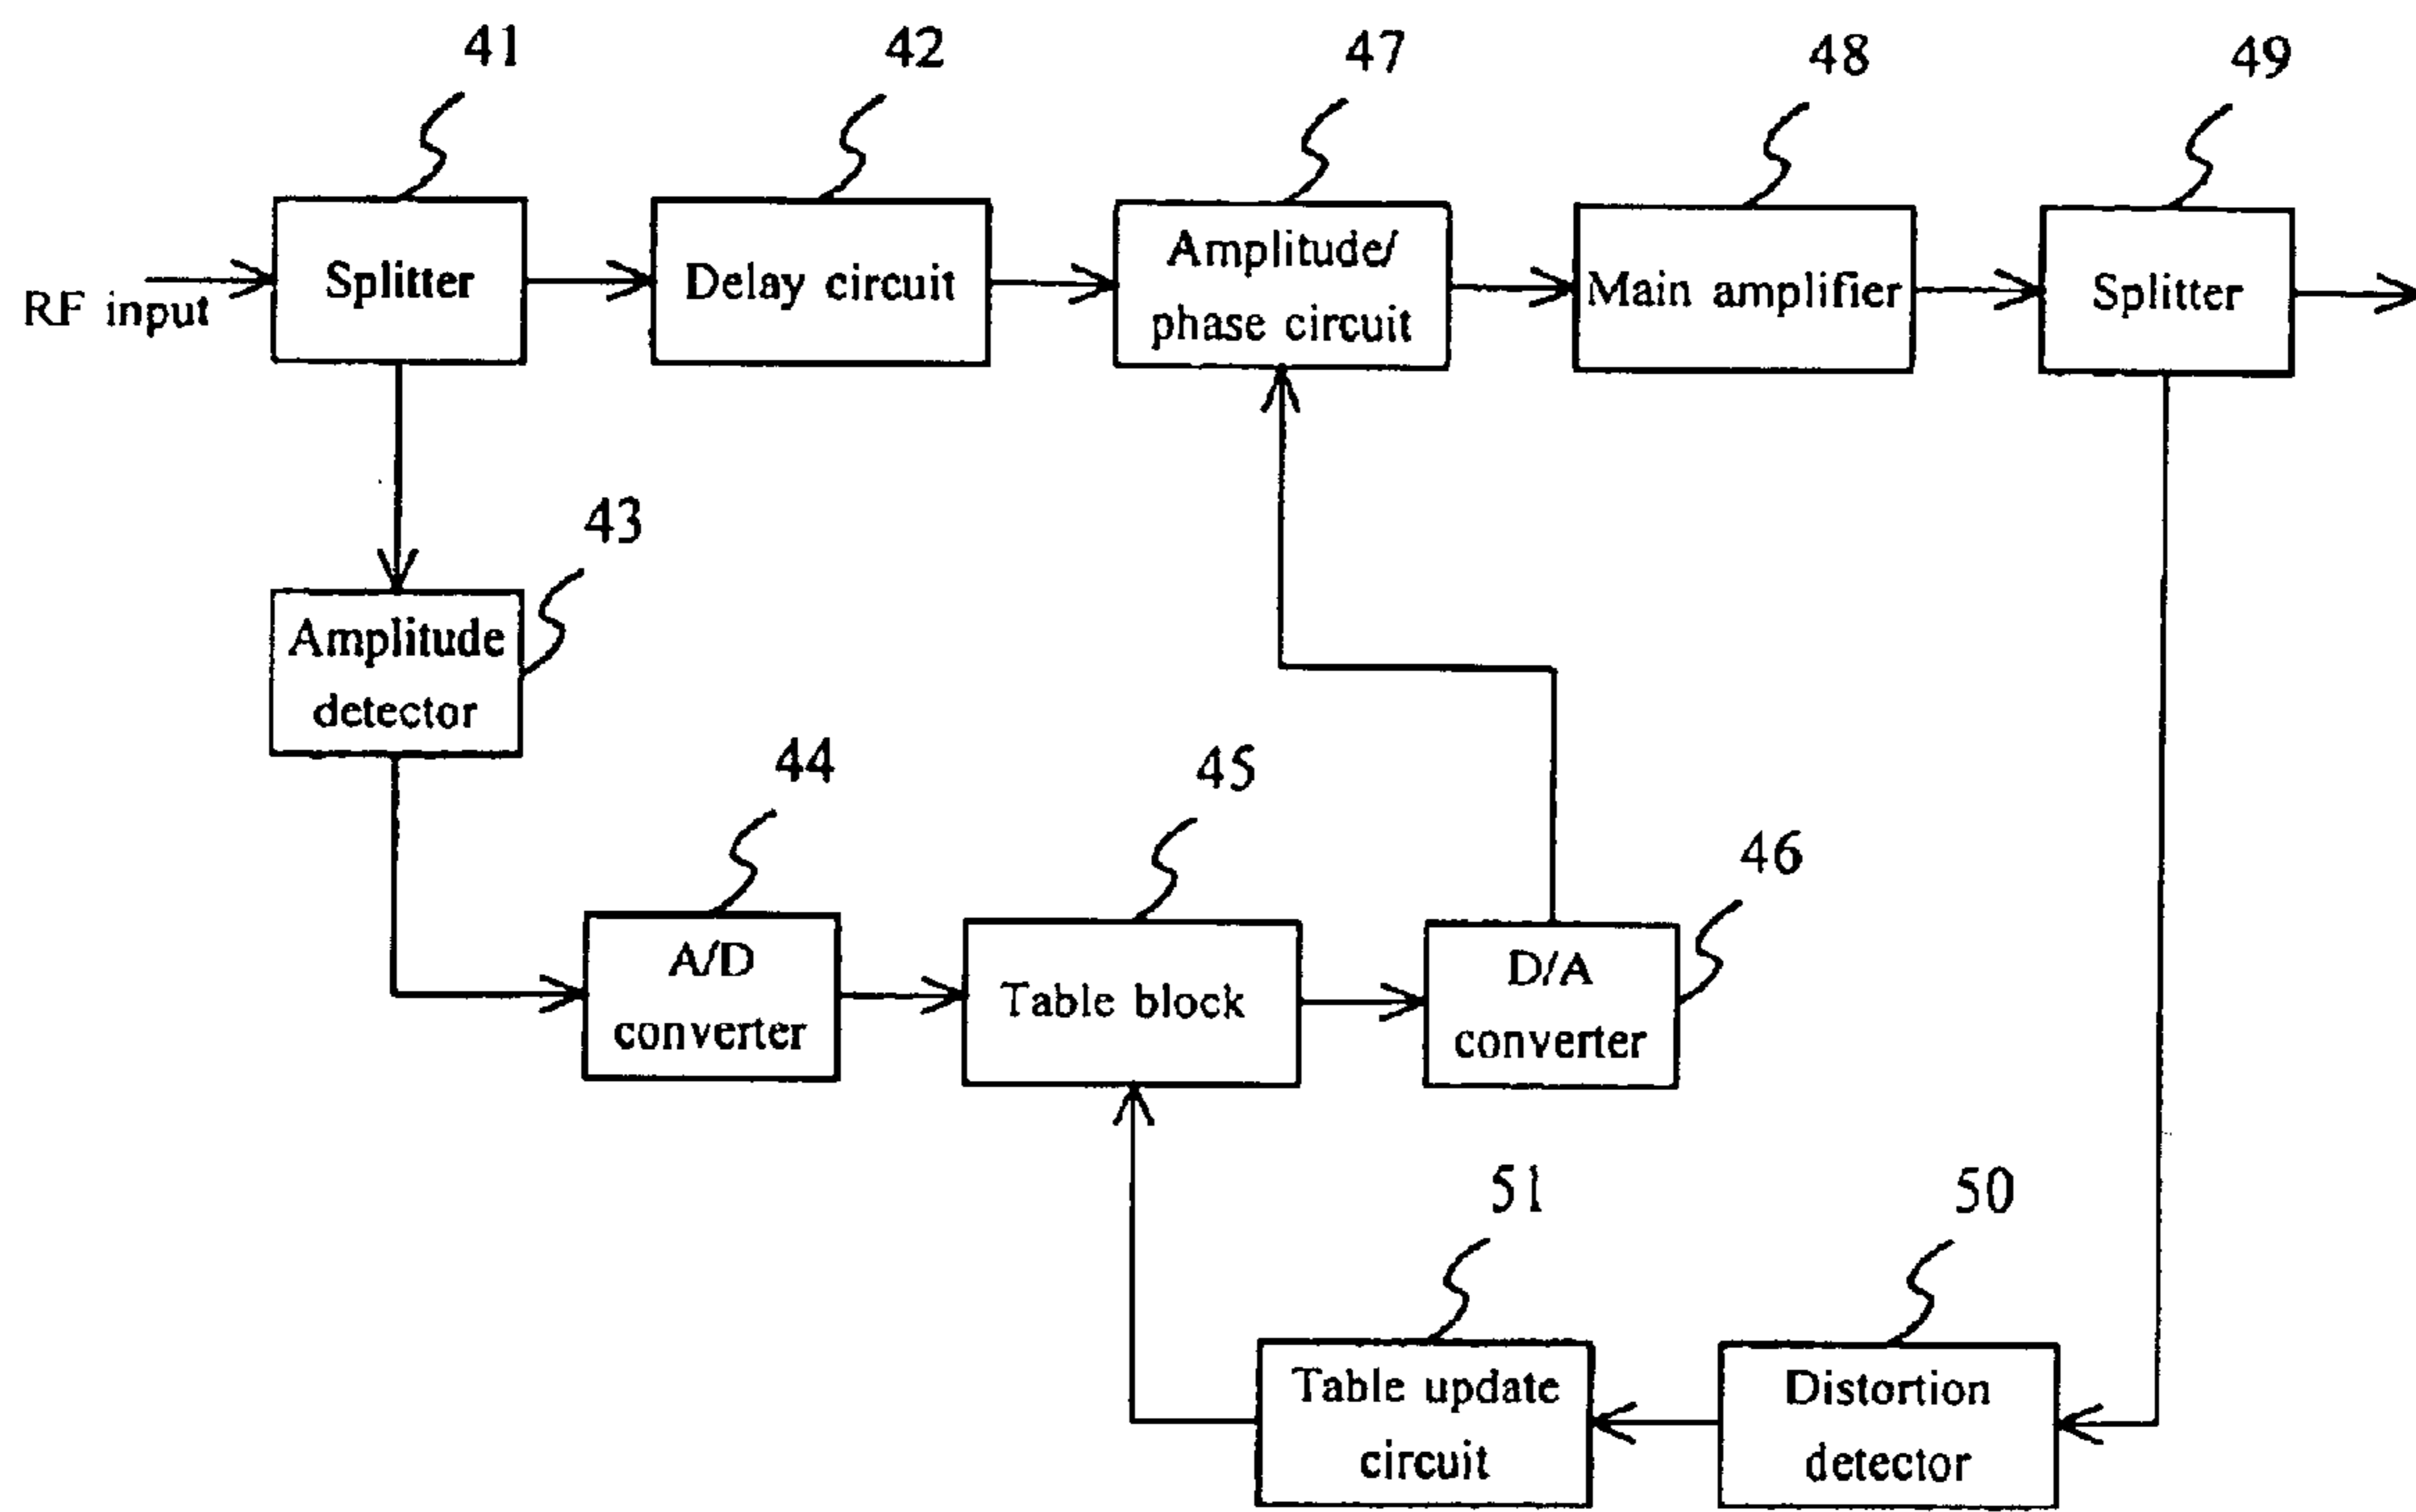 41
42
47
48
49
RF input
Splitter
Delay circuit
Amplitude/
phase circuit
Main amplifier
Splitter
43
Amplitude
detector
44
45
46
A/D
converter
Table block
D/A
converter
51
50
Table update
circuit
Distortion
detector